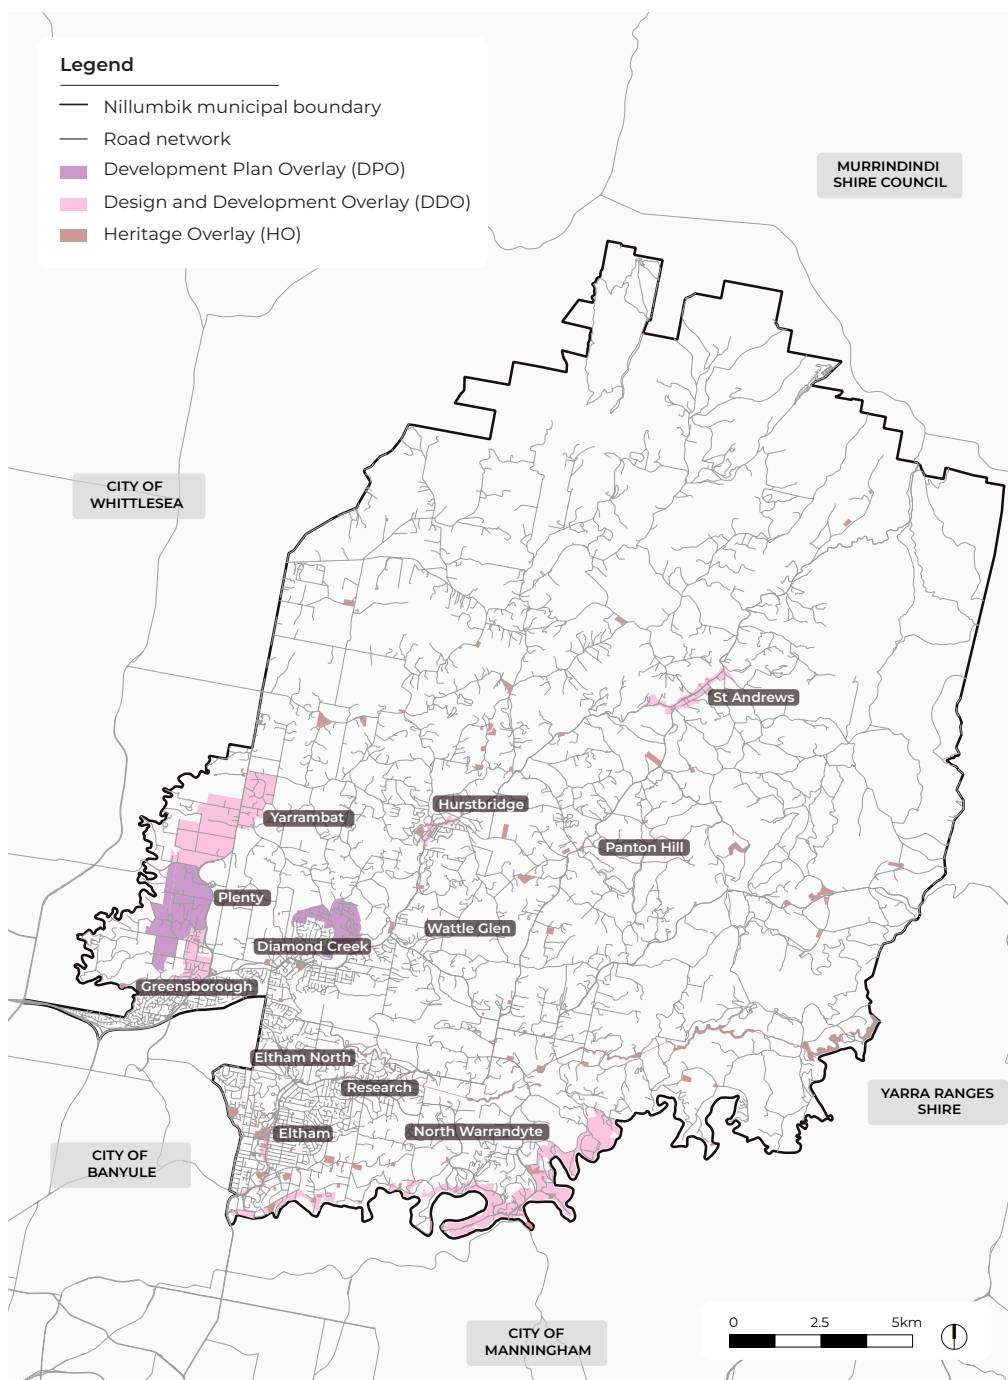 Legend
Nillumbik municipal boundary
Road network
Development Plan Overlay (DPO)
Design and Development Overlay (DDO)
Heritage Overlay (HO)
MURRINDINDI
SHIRE COUNCIL
CITY OF
WHITTLESEA
St Andrews
Hurstbridge
Yarrambat
Panton Hill
Plenty
Wattle Glen
Diamond Creek
Greensborough
Eltham North
Research
YARRA RANGES
SHIRE
Eltham
North Warrandyte
CITY OF
BANYULE
CITY OF
MANNINGHAM
0 2.5 5km